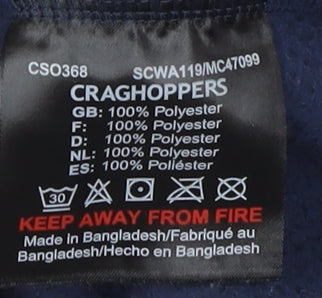 CSO368 SCWA119/MC47099
CRAGHOPPERS
GB: 100% Polyester
F: 100% Polyester
D: 100% Polyester
NL: 100% Polyester
ES: 100% Poliéster
30
KEEP AWAY FROM FIRE
Made in Bangladesh/Fabriqué au
Bangladesh/Hecho en Bangladesh